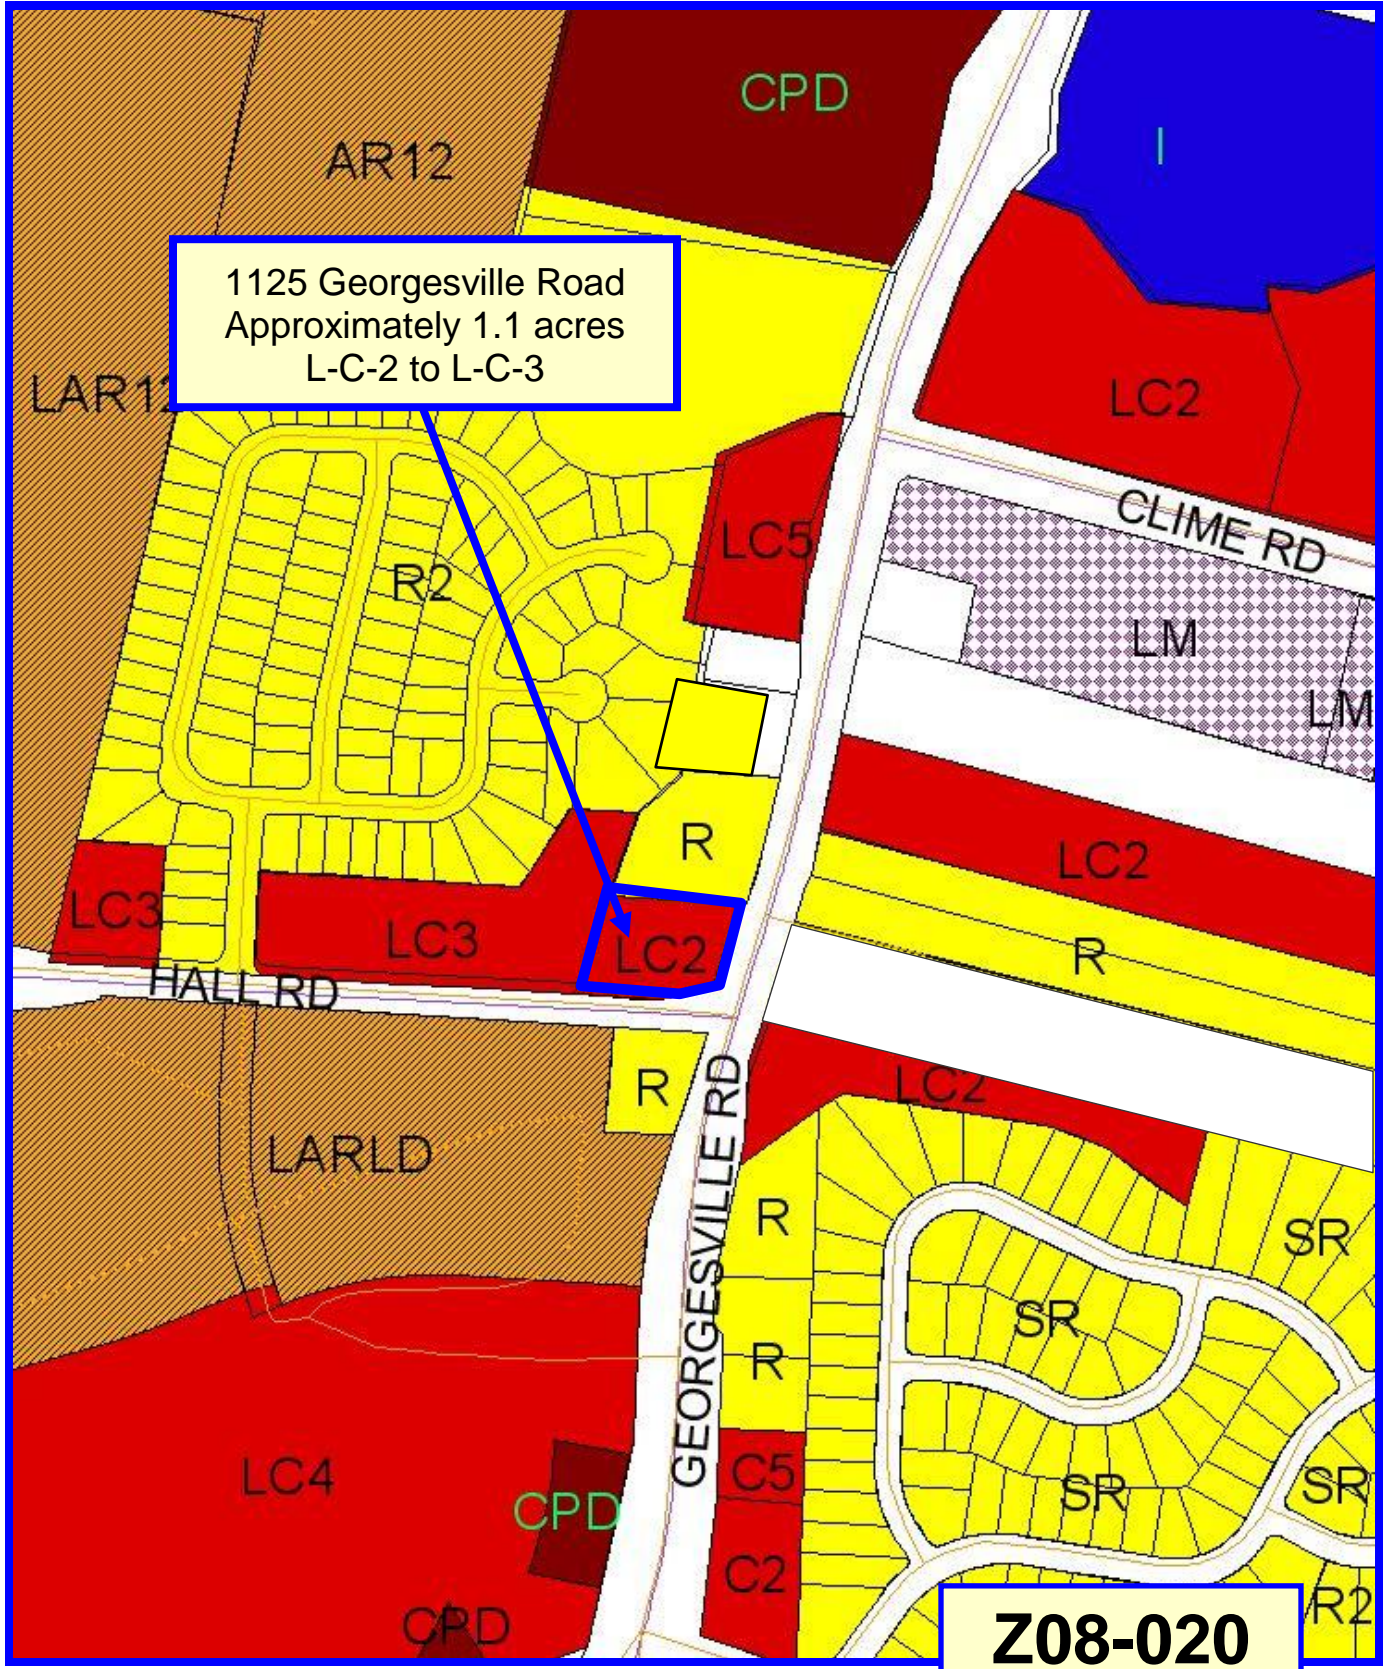 CPD
I
AR12
1125 Georgesville Road
Approximately 1.1 acres
L-C-2 to L-C-3
LAR12
LC2
CLIME RD
LC5
R2
LM
LM
R
LC2
LC3
LC3
LC2
R
HALL RD
R
LC2
LARLD
GEORGESVILLE RD
R
SR
SR
R
LC4
C5
SR
SR
CPD
C2
R2
CPD
Z08-020